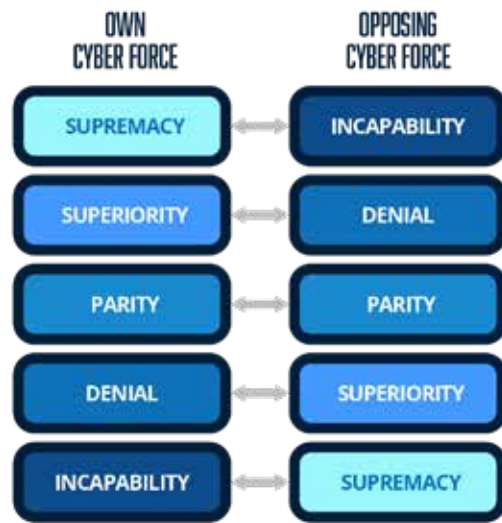 OWN
CYBER FORCE
OPPOSING
CYBER FORCE
SUPREMACY
INCAPABILITY
SUPERIORITY
DENIAL
PARITY
PARITY
DENIAL
SUPERIORITY
INCAPABILITY
SUPREMACY